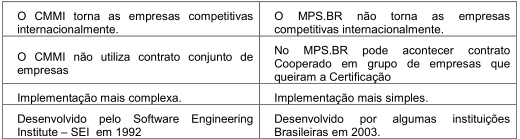 O CMMI torna as empresas competitivas
internacionalmente.
O MPS.BR não torna as empresas
competitivas internacionalmente.
O CMMI não utiliza contrato conjunto de
empresas
No MPS.BR pode acontecer contrato
Cooperado em grupo de empresas que
queiram a Certificação
Implementação mais complexa.
Implementação mais simples.
Desenvolvido pelo Software Engineering
Institute – SEI em 1992
Desenvolvido por algumas instituições
Brasileiras em 2003.